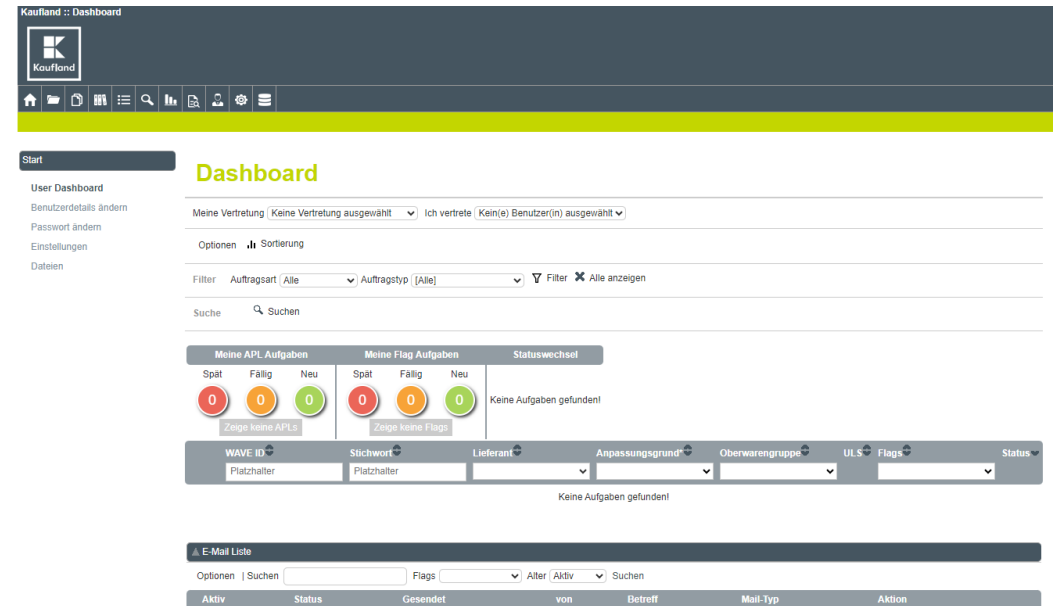 Kaufland :: Dashboard
Kaufland
Start
User Dashboard
Benutzerdetails ändern
Passwort ändern
Einstellungen
Dateien
Dashboard
Meine Vertretung Keine Vertretung ausgewählt Ich vertrete Kein(e) Benutzer(in) ausgewählt
Optionen Sortierung
Filter Auftragsart Alle Auftragstyp [Alle] Filter Alle anzeigen
Suche Suchen
Meine APL Aufgaben Meine Flag Aufgaben Statuswechsel
Spät Fällig Neu Spät Fällig Neu
0 0 0 0 0 0 Keine Aufgaben gefunden!
Zeige keine APLs Zeige keine Flags
WAVE ID Stichwort Lieferant Anpassungsgrund* Oberwarengruppe ULS Flags Status
Platzhalter Platzhalter
Keine Aufgaben gefunden!
E-Mail Liste
Optionen | Suchen Flags Alter Aktiv Suchen
Aktiv Status Gesendet von Betreff Mail-Typ Aktion